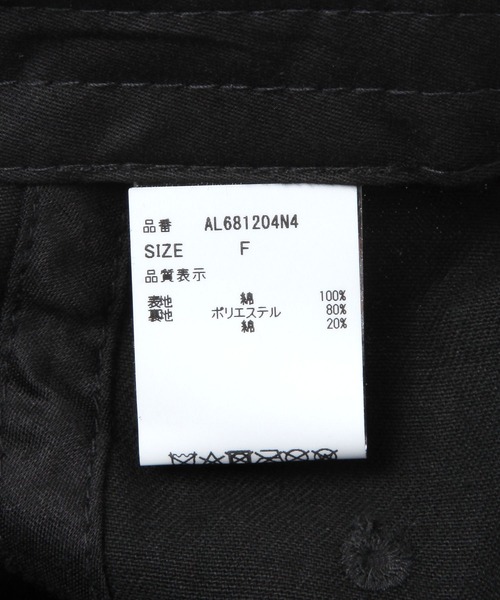 品番 AL681204N4
SIZE F
品質表示
表地 綿 100%
裏地 ポリエステル 80%
綿 20%